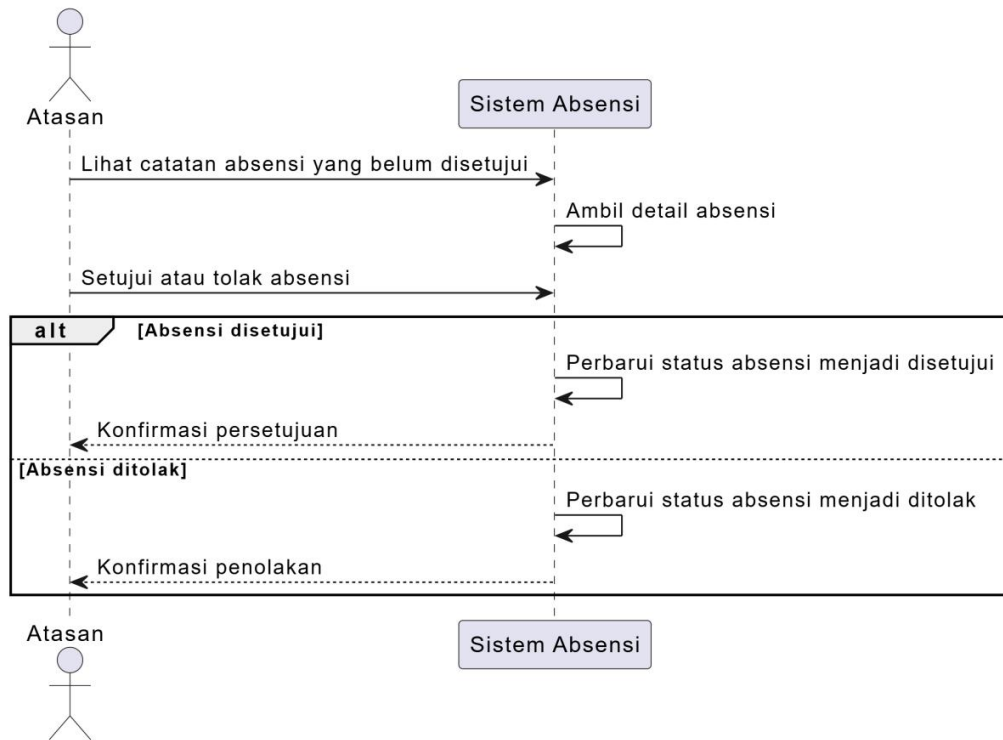 Atasan
Sistem Absensi
Lihat catatan absensi yang belum disetujui
Ambil detail absensi
Setujui atau tolak absensi
alt
[Absensi disetujui]
Perbarui status absensi menjadi disetujui
Konfirmasi persetujuan
[Absensi ditolak]
Perbarui status absensi menjadi ditolak
Konfirmasi penolakan
Atasan
Sistem Absensi